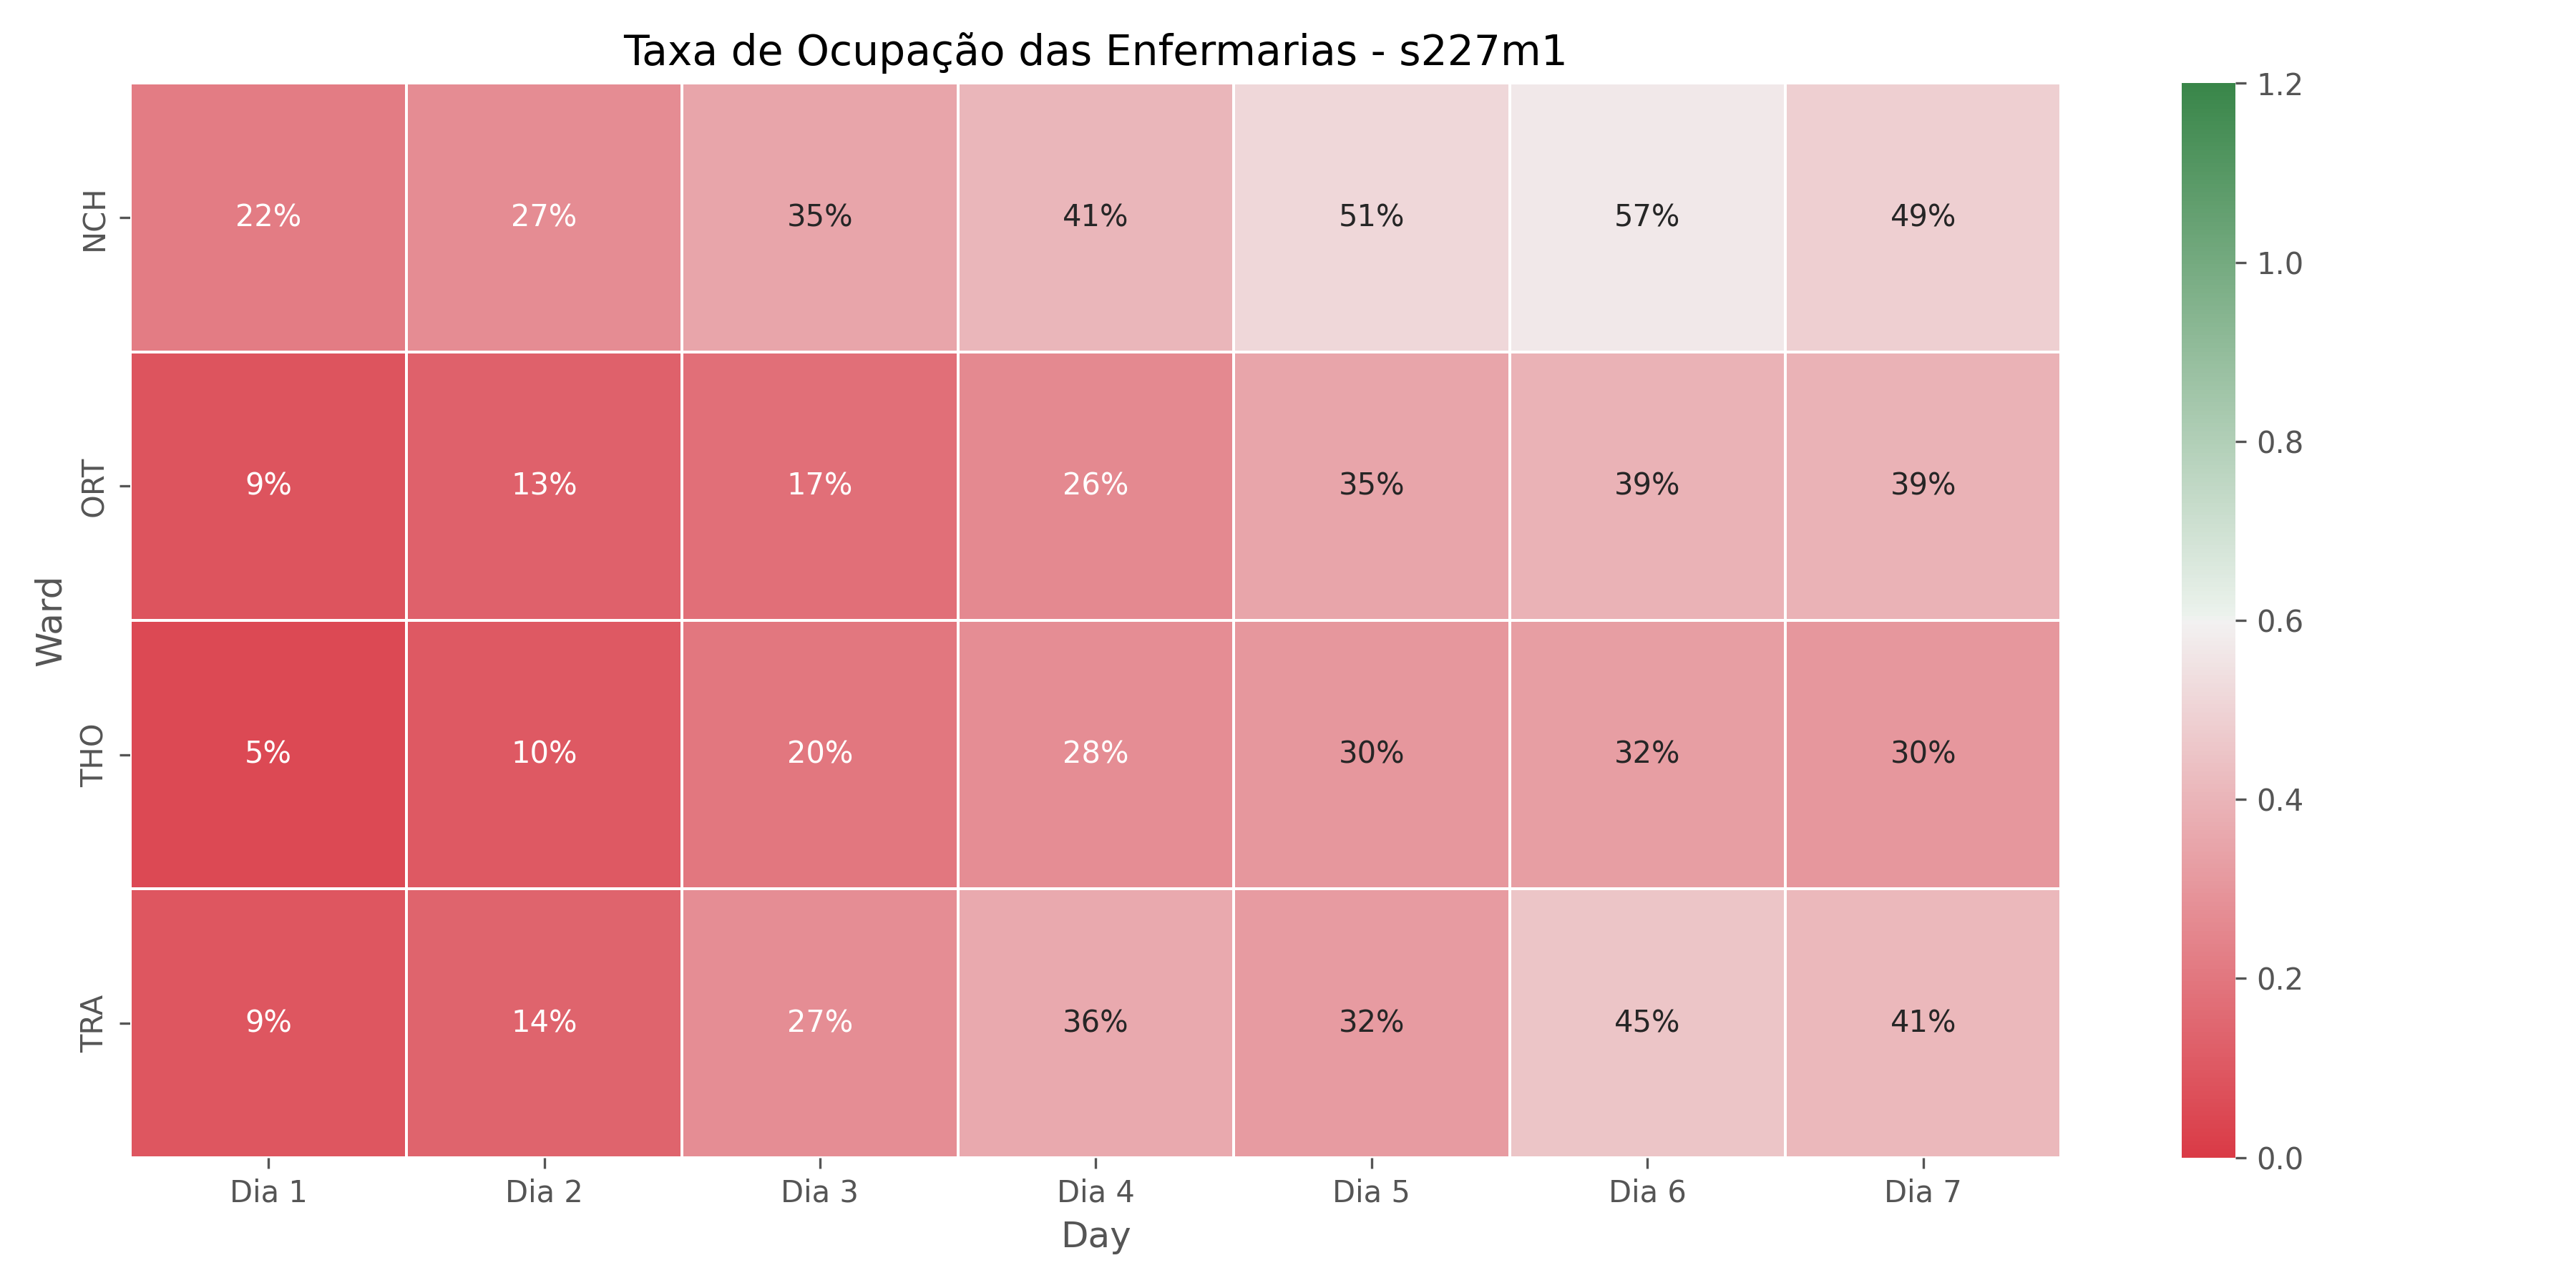 Taxa de Ocupação das Enfermarias - s227m1
Ward
NCH 22% 27% 35% 41% 51% 57% 49%
ORT 9% 13% 17% 26% 35% 39% 39%
THO 5% 10% 20% 28% 30% 32% 30%
TRA 9% 14% 27% 36% 32% 45% 41%
Dia 1 Dia 2 Dia 3 Dia 4 Dia 5 Dia 6 Dia 7
Day
1.2
1.0
0.8
0.6
0.4
0.2
0.0